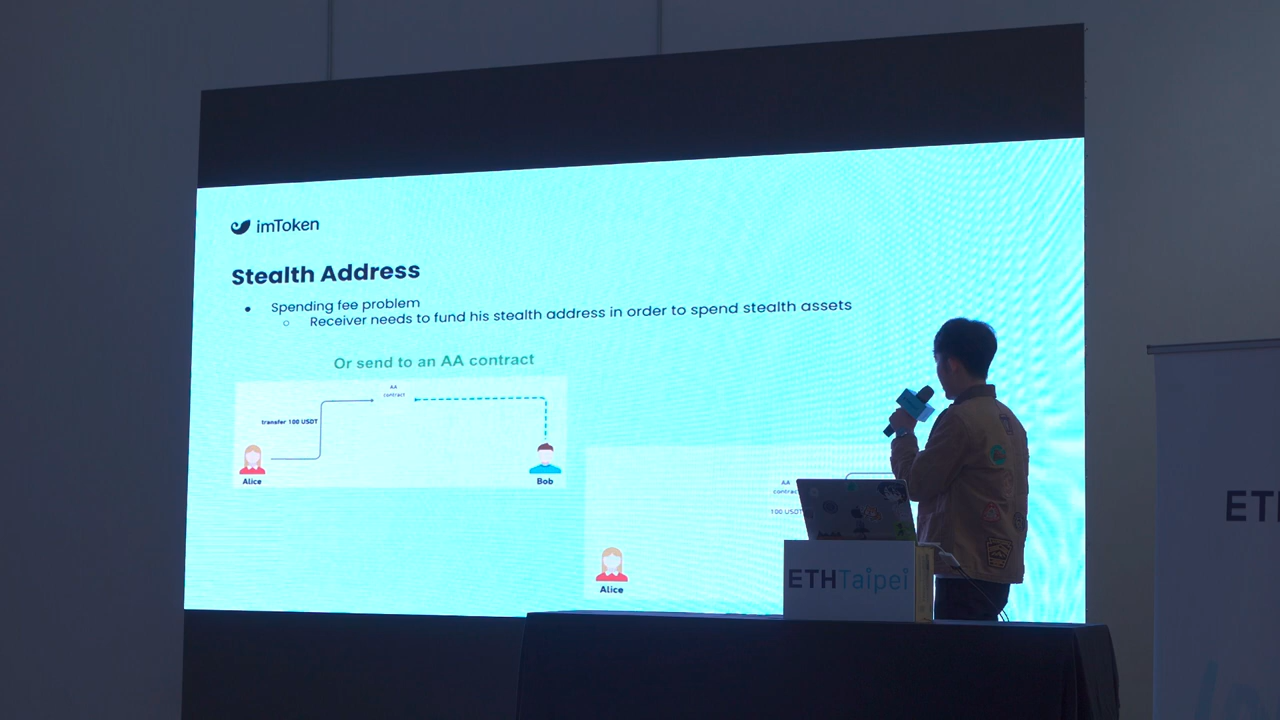 imToken
Stealth Address
Spending fee problem
Receiver needs to fund his stealth address in order to spend stealth assets
Or send to an AA contract
AA
contract
transfer 100 USDT
Alice
Bob
AA
contract
100 USDT
Alice
ETHTaipei
ET